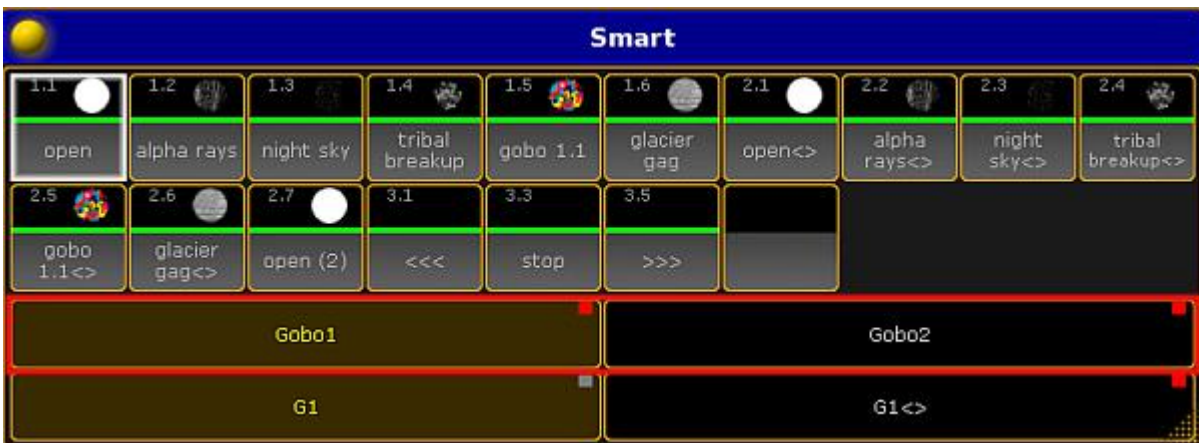 Smart
1.1 1.2 1.3 1.4 1.5 1.6 2.1 2.2 2.3 2.4
open alpha rays night sky tribal breakup gobo 1.1 glacier gag open<> alpha rays<> night sky<> tribal breakup<>
2.5 2.6 2.7 3.1 3.3 3.5
gobo 1.1<> glacier gag<> open (2) <<< stop >>>
Gobo1 Gobo2
G1 G1<>